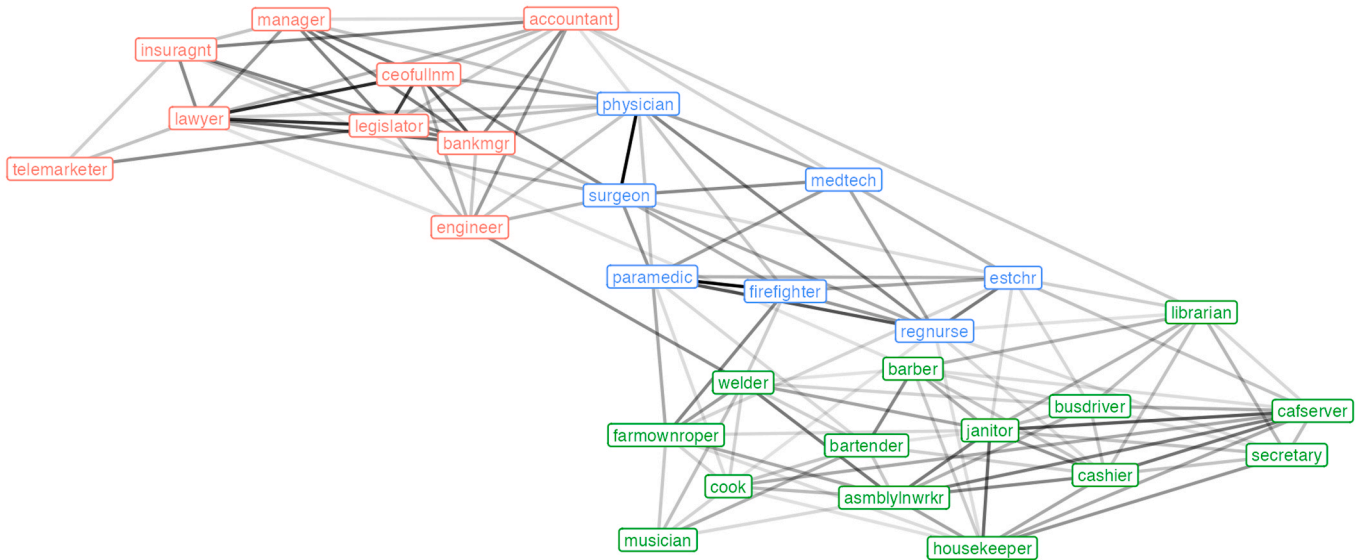 manager
accountant
insuragnt
ceofullnm
physician
lawyer
legislator
bankmgr
telemarketer
medtech
surgeon
engineer
paramedic
estchr
firefighter
librarian
regnurse
barber
welder
busdriver
cafserver
farmownroper
janitor
bartender
secretary
cashier
cook
asmblylnwrkr
musician
housekeeper